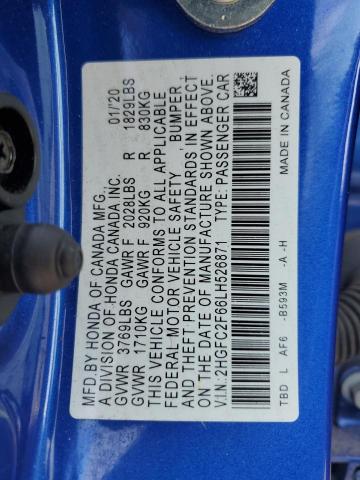 MFD.BY HONDA OF CANADA MFG., 01/20
A DIVISION OF HONDA CANADA INC.
GVWR 3769LBS GAWR F 2028LBS R 1829LBS
GVWR 1710KG GAWR F 920KG R 830KG
THIS VEHICLE CONFORMS TO ALL APPLICABLE
FEDERAL MOTOR VEHICLE SAFETY, BUMPER,
AND THEFT PREVENTION STANDARDS IN EFFECT
ON THE DATE OF MANUFACTURE SHOWN ABOVE.
V.I.N.: 2HGFC2F66LH526871 TYPE: PASSENGER CAR
TBD L AF6 -B593M -A -H MADE IN CANADA